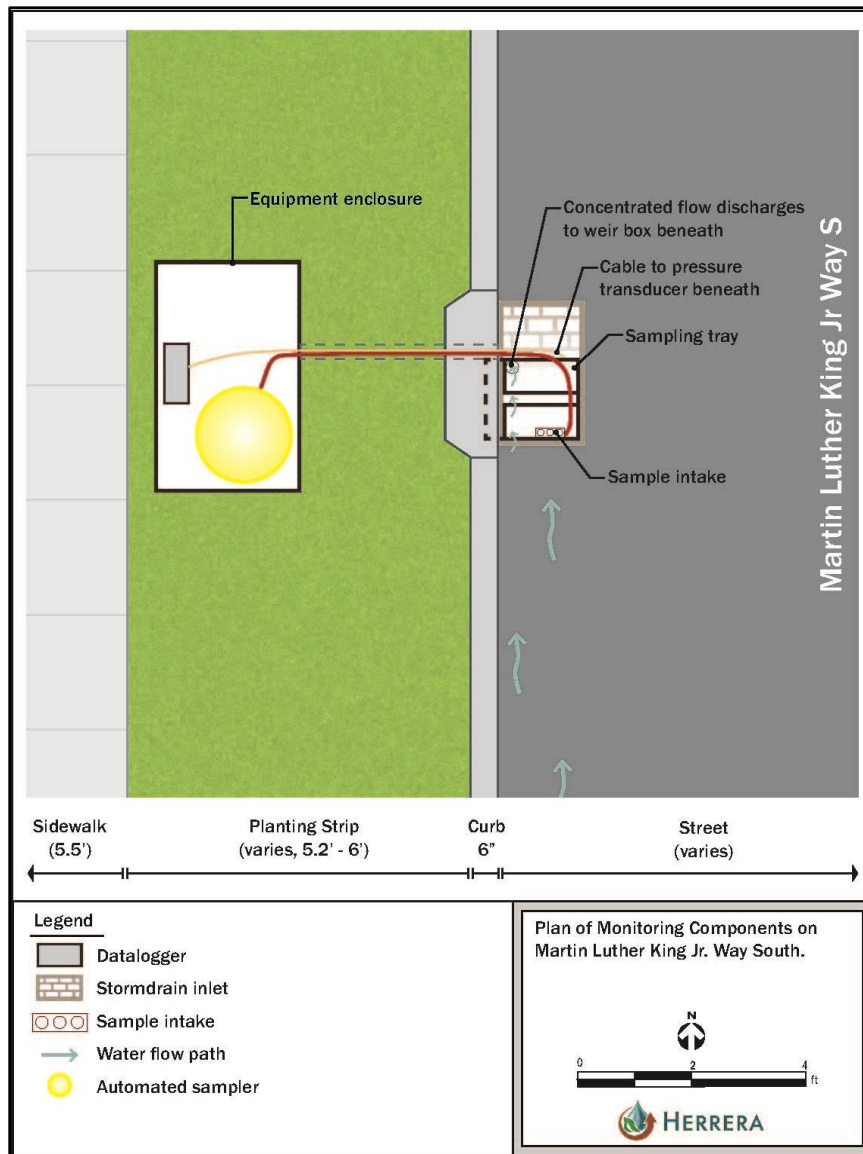 Equipment enclosure
Concentrated flow discharges
to weir box beneath
Cable to pressure
transducer beneath
Sampling tray
Sample intake
Martin Luther King Jr Way S
Sidewalk
(5.5')
Planting Strip
(varies, 5.2' - 6')
Curb
6"
Street
(varies)
Legend
Datalogger
Stormdrain inlet
Sample intake
Water flow path
Automated sampler
Plan of Monitoring Components on
Martin Luther King Jr. Way South.
N
0 2 4
ft
HERRERA